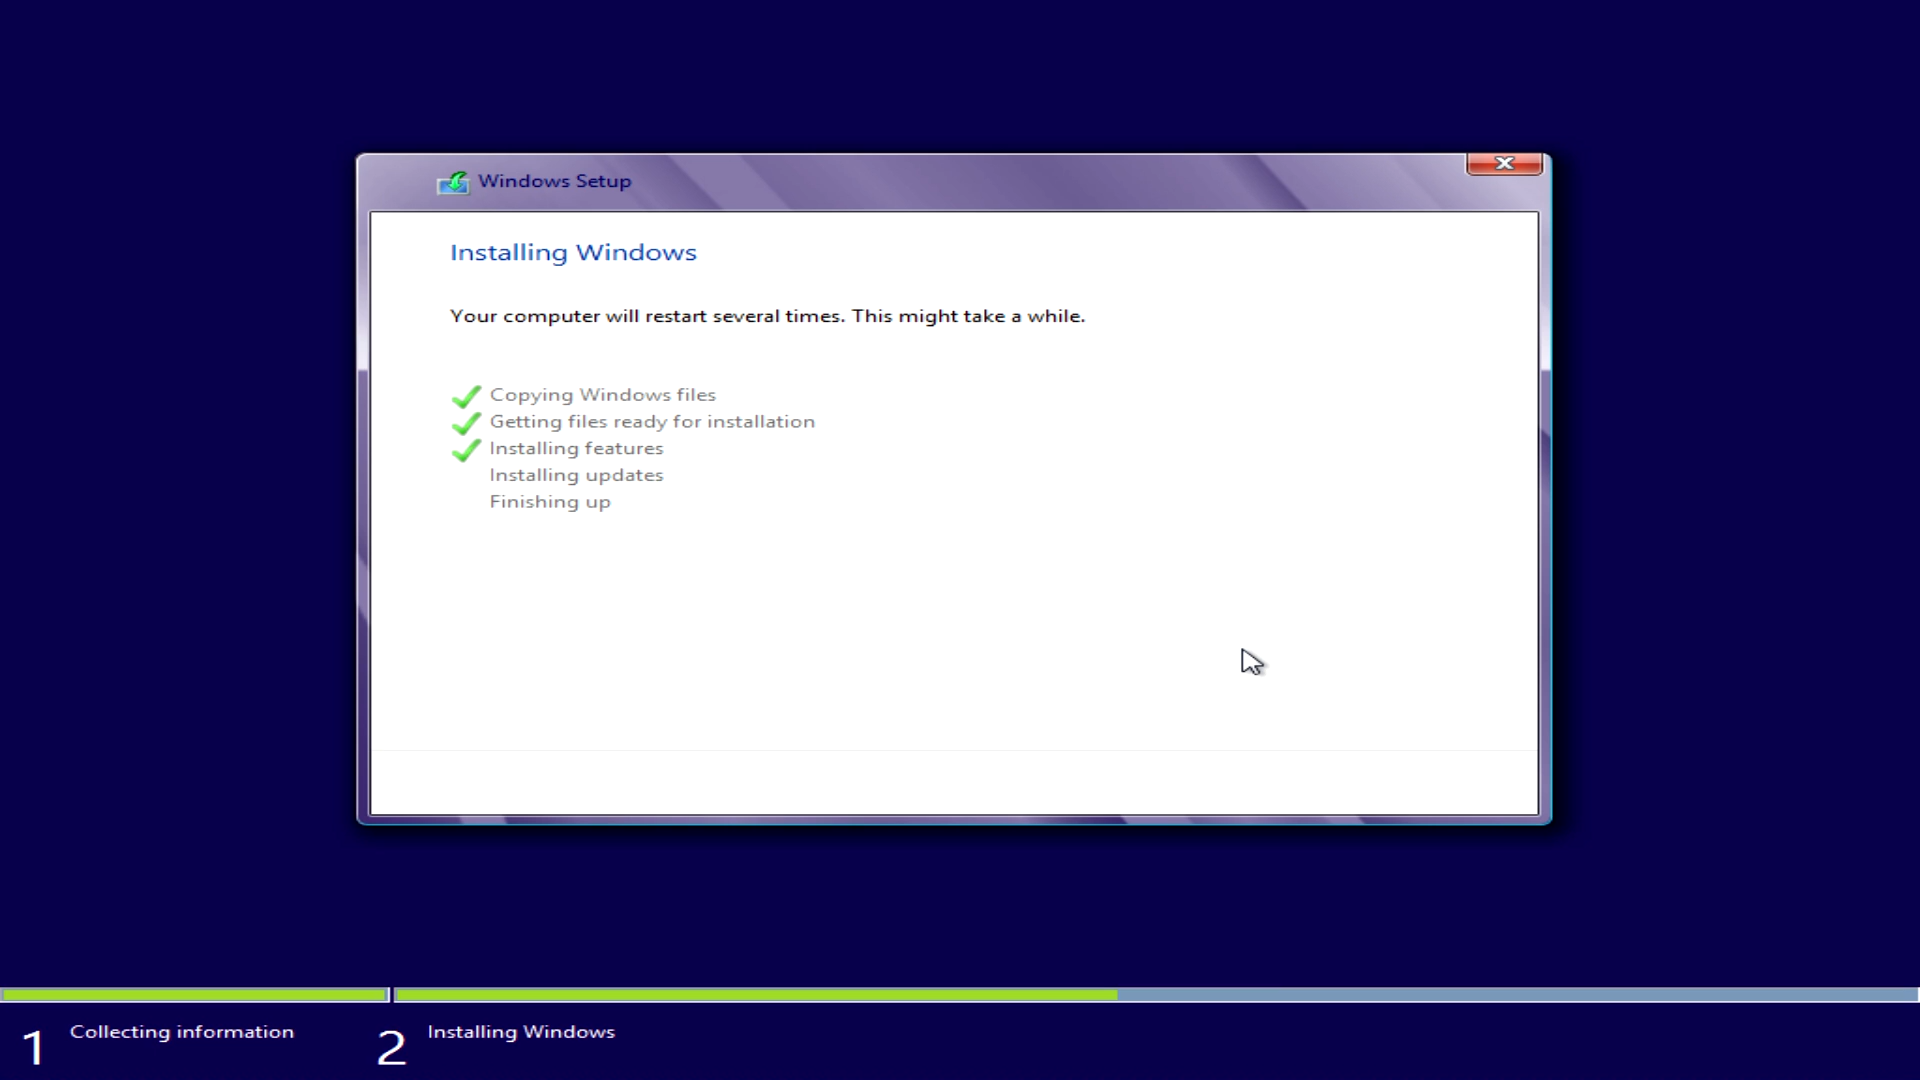 Windows Setup
Installing Windows
Your computer will restart several times. This might take a while.
Copying Windows files
Getting files ready for installation
Installing features
Installing updates
Finishing up
1 Collecting information
2 Installing Windows